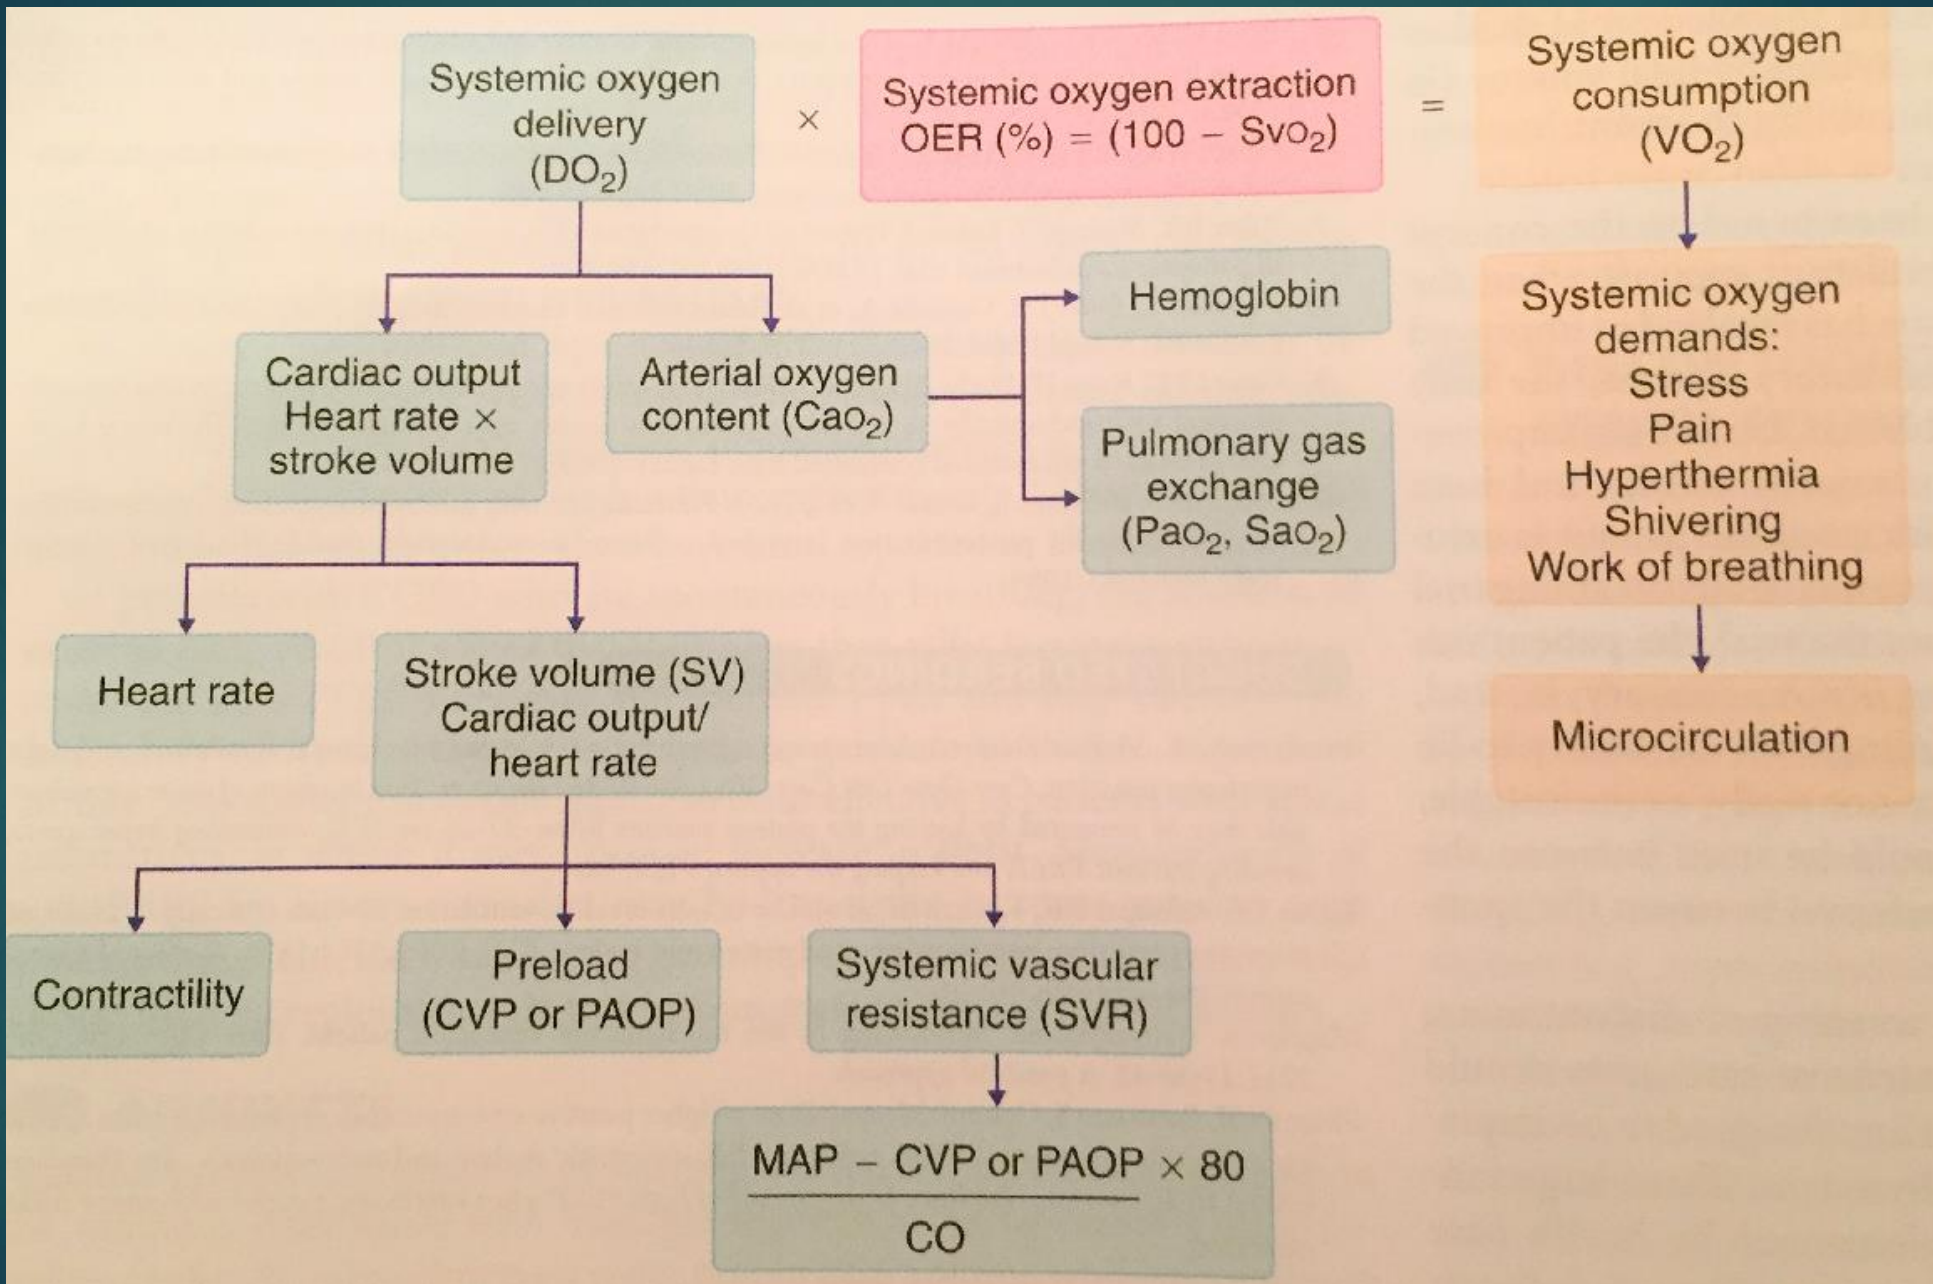 Systemic oxygen
delivery
(DO₂)
×
Systemic oxygen extraction
OER (%) = (100 − Svo₂)
=
Systemic oxygen
consumption
(VO₂)
Cardiac output
Heart rate ×
stroke volume
Arterial oxygen
content (Cao₂)
Hemoglobin
Pulmonary gas
exchange
(Pao₂, Sao₂)
Systemic oxygen
demands:
Stress
Pain
Hyperthermia
Shivering
Work of breathing
Heart rate
Stroke volume (SV)
Cardiac output/
heart rate
Microcirculation
Contractility
Preload
(CVP or PAOP)
Systemic vascular
resistance (SVR)
MAP − CVP or PAOP × 80
CO